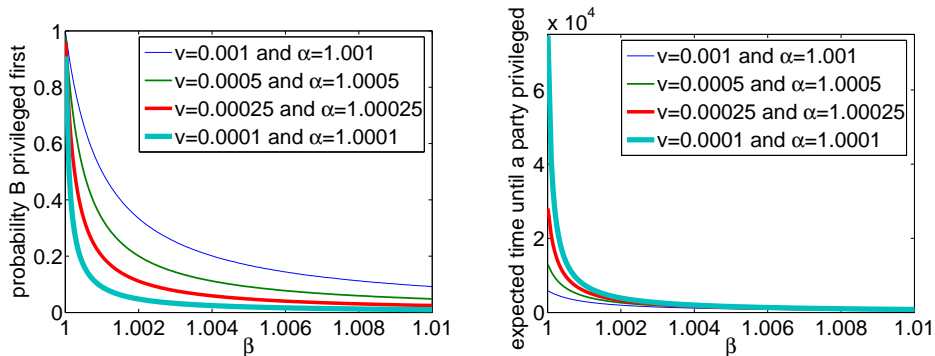 probability B privileged first
1
0.8
0.6
0.4
0.2
0
v=0.001 and α=1.001
v=0.0005 and α=1.0005
v=0.00025 and α=1.00025
v=0.0001 and α=1.0001
1 1.002 1.004 1.006 1.008 1.01
β
expected time until a party privileged
x 10⁴
6
4
2
0
v=0.001 and α=1.001
v=0.0005 and α=1.0005
v=0.00025 and α=1.00025
v=0.0001 and α=1.0001
1 1.002 1.004 1.006 1.008 1.01
β